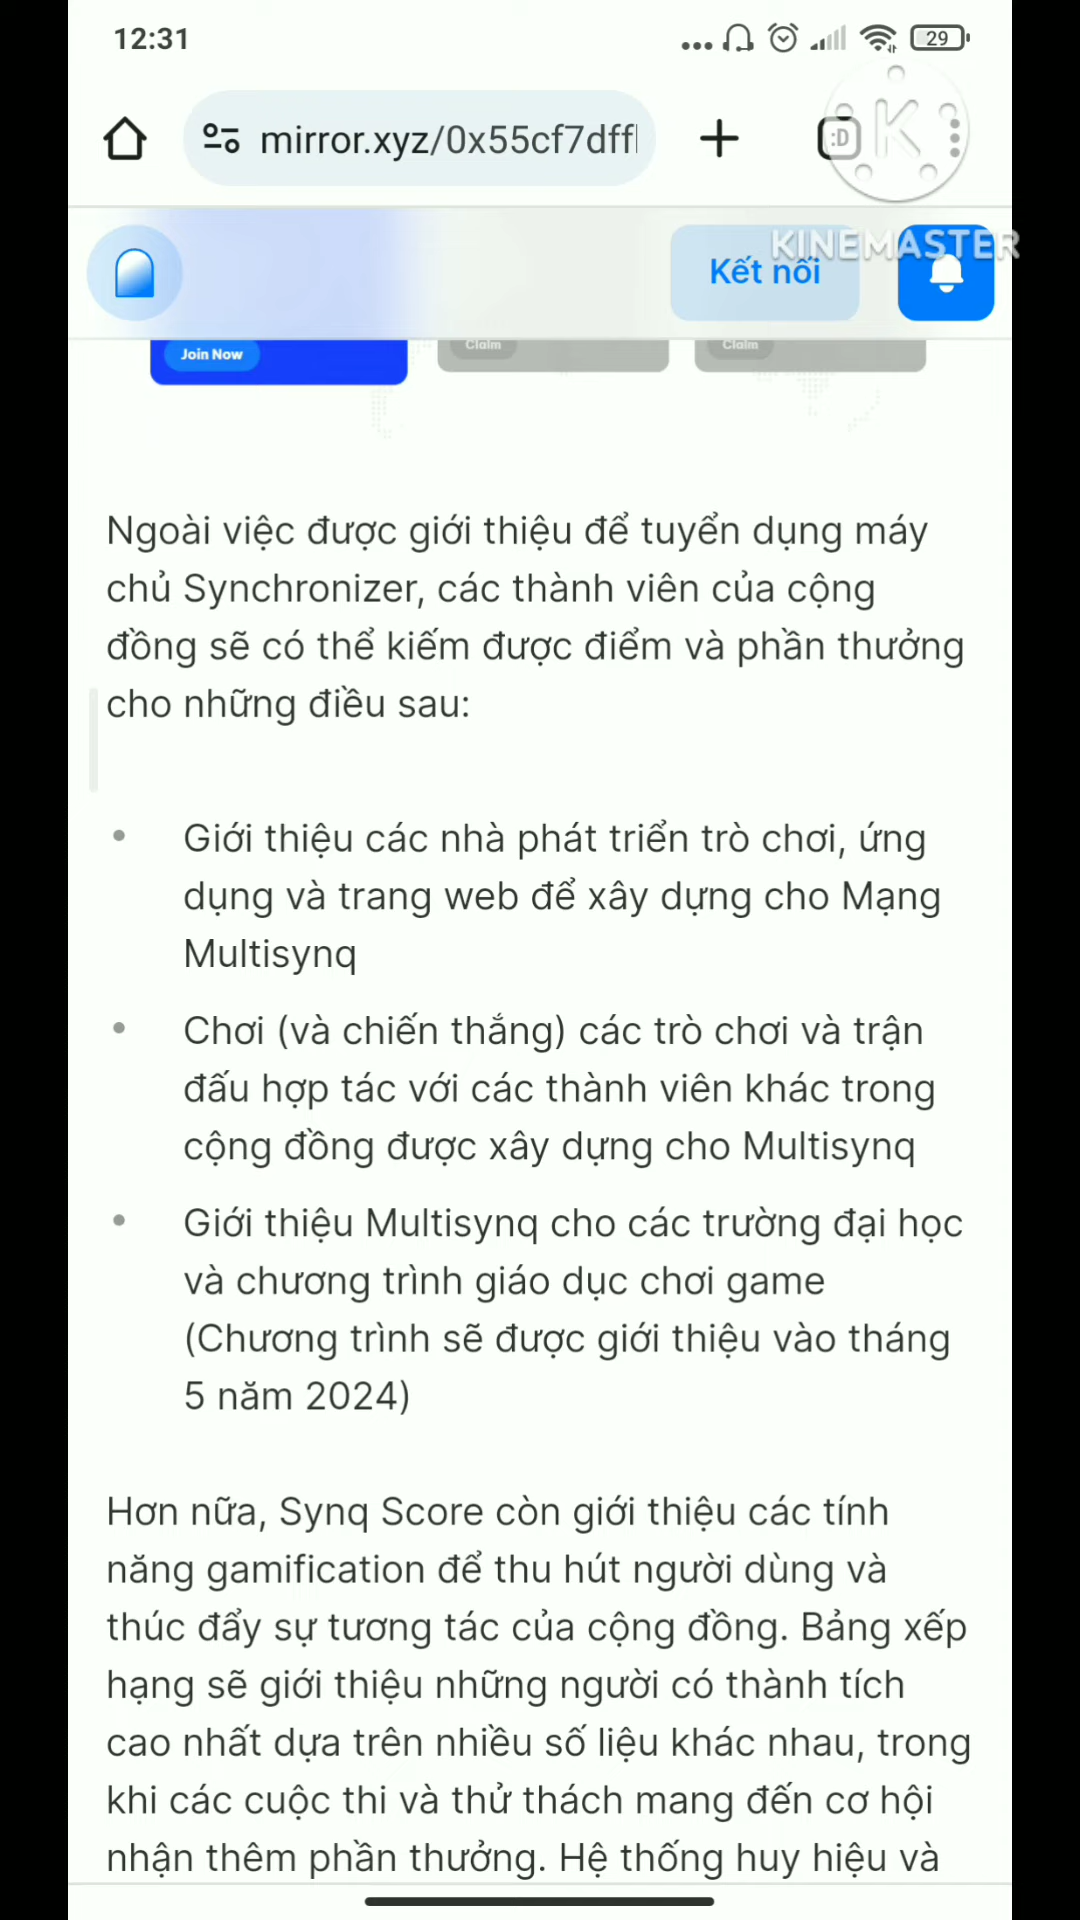 12:31
29
mirror.xyz/0x55cf7dff
:D
K
KINEMASTER
Kết nối
Join Now
Claim
Claim
Ngoài việc được giới thiệu để tuyển dụng máy
chủ Synchronizer, các thành viên của cộng
đồng sẽ có thể kiếm được điểm và phần thưởng
cho những điều sau:
• Giới thiệu các nhà phát triển trò chơi, ứng
dụng và trang web để xây dựng cho Mạng
Multisynq
• Chơi (và chiến thắng) các trò chơi và trận
đấu hợp tác với các thành viên khác trong
cộng đồng được xây dựng cho Multisynq
• Giới thiệu Multisynq cho các trường đại học
và chương trình giáo dục chơi game
(Chương trình sẽ được giới thiệu vào tháng
5 năm 2024)
Hơn nữa, Synq Score còn giới thiệu các tính
năng gamification để thu hút người dùng và
thúc đẩy sự tương tác của cộng đồng. Bảng xếp
hạng sẽ giới thiệu những người có thành tích
cao nhất dựa trên nhiều số liệu khác nhau, trong
khi các cuộc thi và thử thách mang đến cơ hội
nhận thêm phần thưởng. Hệ thống huy hiệu và